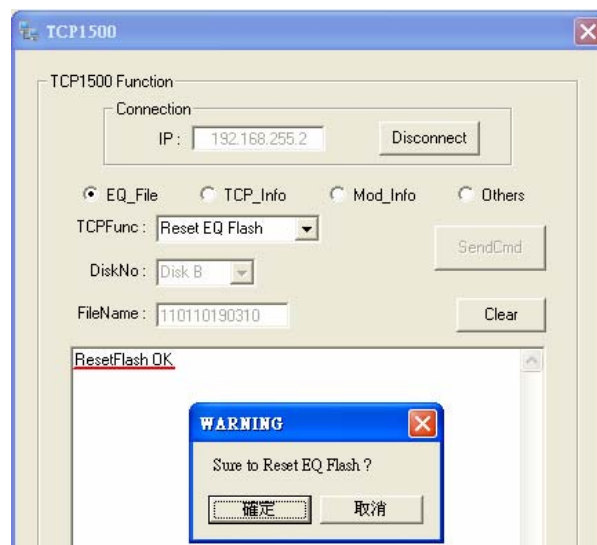 TCP1500
TCP1500 Function
Connection
IP : 192.168.255.2 Disconnect
EQ_File TCP_Info Mod_Info Others
TCPFunc : Reset EQ Flash
SendCmd
DiskNo : Disk B
FileName : 110110190310 Clear
ResetFlash OK
WARNING
Sure to Reset EQ Flash ?
確定 取消